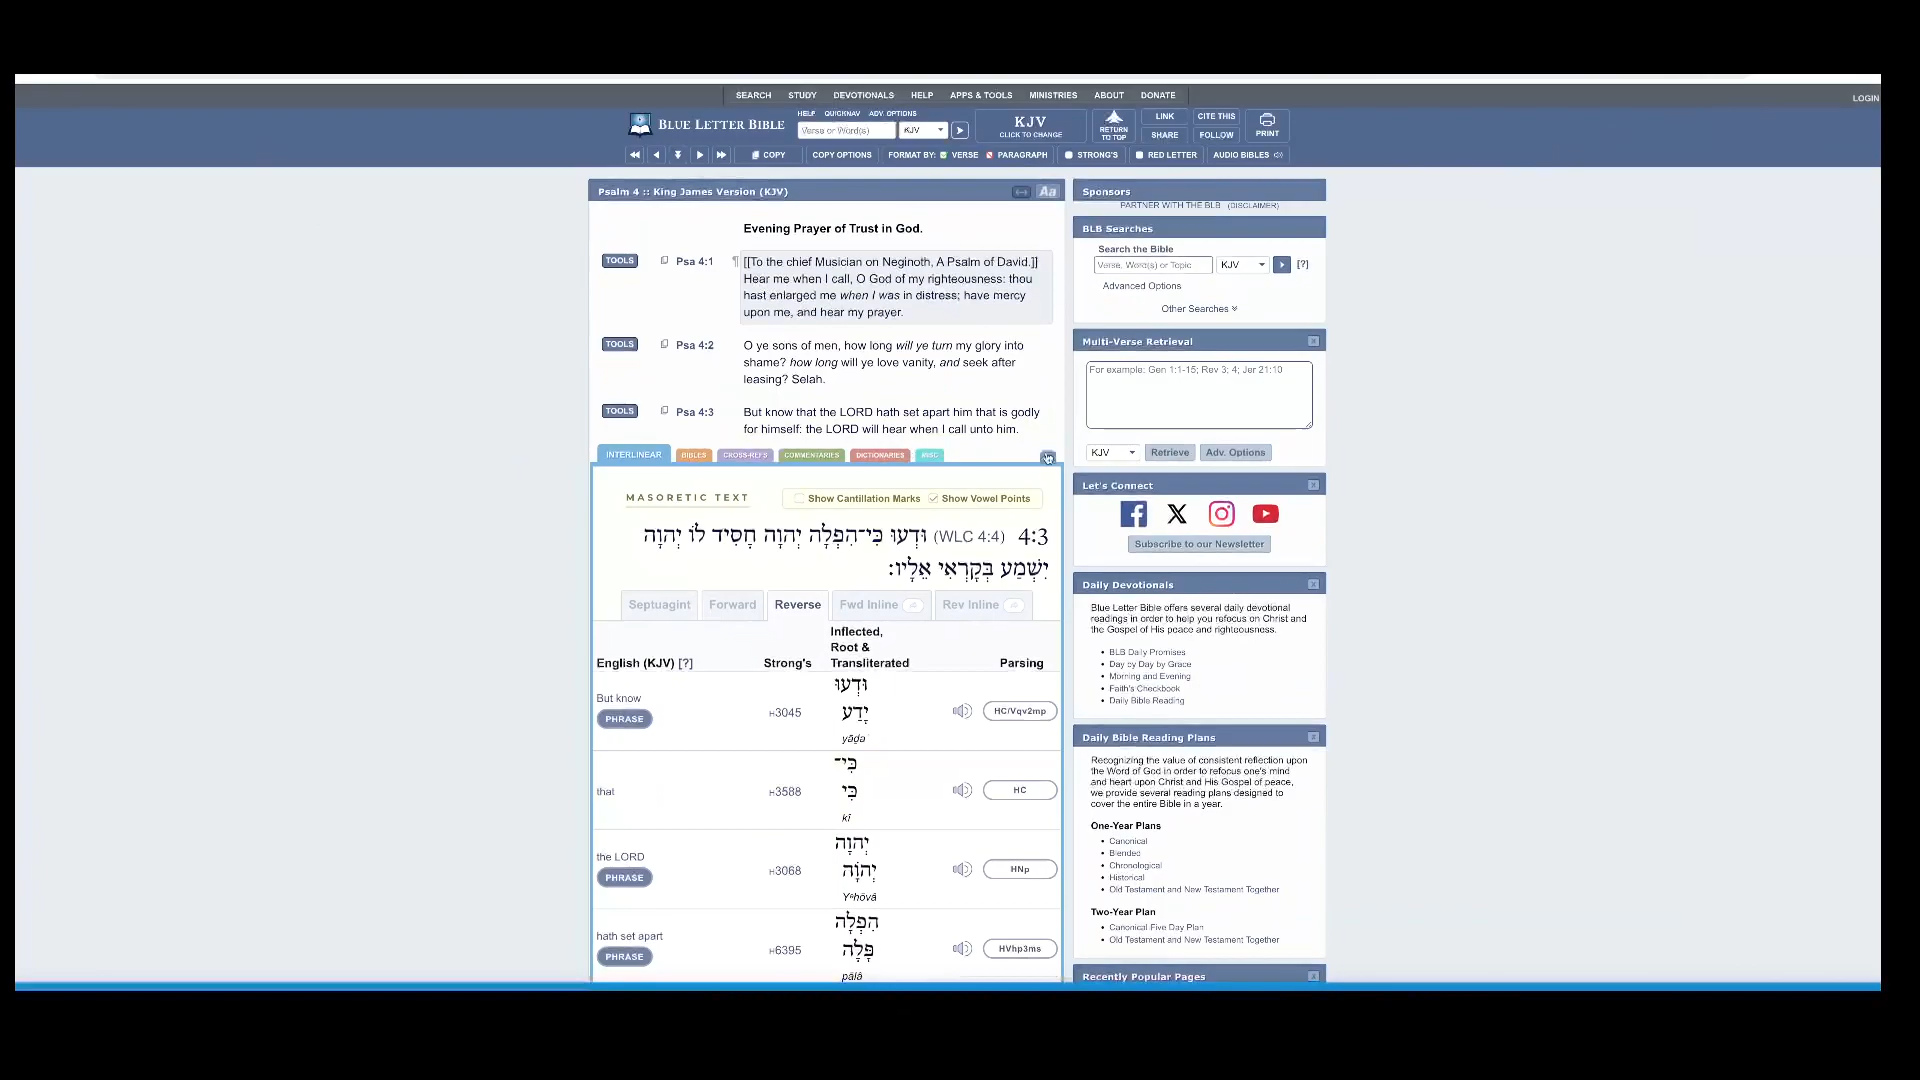 SEARCH STUDY DEVOTIONALS HELP APPS & TOOLS MINISTRIES ABOUT DONATE
LOGIN
BLUE LETTER BIBLE
HELP QUICKNAV ADV. OPTIONS
Verse or Word(s) KJV
KJV
CLICK TO CHANGE
RETURN
TO TOP
LINK CITE THIS
SHARE FOLLOW
PRINT
COPY COPY OPTIONS FORMAT BY: VERSE PARAGRAPH STRONG'S RED LETTER AUDIO BIBLES
Psalm 4 :: King James Version (KJV) Aa
Evening Prayer of Trust in God.
TOOLS Psa 4:1 ¶ [[To the chief Musician on Neginoth, A Psalm of David.]]
Hear me when I call, O God of my righteousness: thou
hast enlarged me when I was in distress; have mercy
upon me, and hear my prayer.
TOOLS Psa 4:2 O ye sons of men, how long will ye turn my glory into
shame? how long will ye love vanity, and seek after
leasing? Selah.
TOOLS Psa 4:3 But know that the LORD hath set apart him that is godly
for himself: the LORD will hear when I call unto him.
INTERLINEAR BIBLES CROSS-REFS COMMENTARIES DICTIONARIES MISC
MASORETIC TEXT Show Cantillation Marks Show Vowel Points
4:3 (WLC 4:4) וּדְעוּ כִּי־הִפְלָה יְהוָה חָסִיד לוֹ יְהוָה
יִשְׁמַע בְּקָרְאִי אֵלָיו׃
Septuagint Forward Reverse Fwd Inline Rev Inline
English (KJV) [?] Strong's Inflected,
Root &
Transliterated Parsing
But know
PHRASE
H3045
וּדְעוּ
יָדַע
yāḏaʿ
HC/Vqv2mp
that
H3588
כִּי־
כִּי
kî
HC
the LORD
PHRASE
H3068
יְהוָה
יְהֹוָה
Yᵊhōvâ
HNp
hath set apart
PHRASE
H6395
הִפְלָה
פָּלָה
pālâ
HVhp3ms
Sponsors
PARTNER WITH THE BLB (DISCLAIMER)
BLB Searches
Search the Bible
Verse, Word(s) or Topic KJV [?]
Advanced Options
Other Searches
Multi-Verse Retrieval
For example: Gen 1:1-15; Rev 3; 4; Jer 21:10
KJV Retrieve Adv. Options
Let's Connect
Subscribe to our Newsletter
Daily Devotionals
Blue Letter Bible offers several daily devotional
readings in order to help you refocus on Christ and
the Gospel of His peace and righteousness.
• BLB Daily Promises
• Day by Day by Grace
• Morning and Evening
• Faith's Checkbook
• Daily Bible Reading
Daily Bible Reading Plans
Recognizing the value of consistent reflection upon
the Word of God in order to refocus one's mind
and heart upon Christ and His Gospel of peace,
we provide several reading plans designed to
cover the entire Bible in a year.
One-Year Plans
• Canonical
• Blended
• Chronological
• Historical
• Old Testament and New Testament Together
Two-Year Plan
• Canonical Five Day Plan
• Old Testament and New Testament Together
Recently Popular Pages